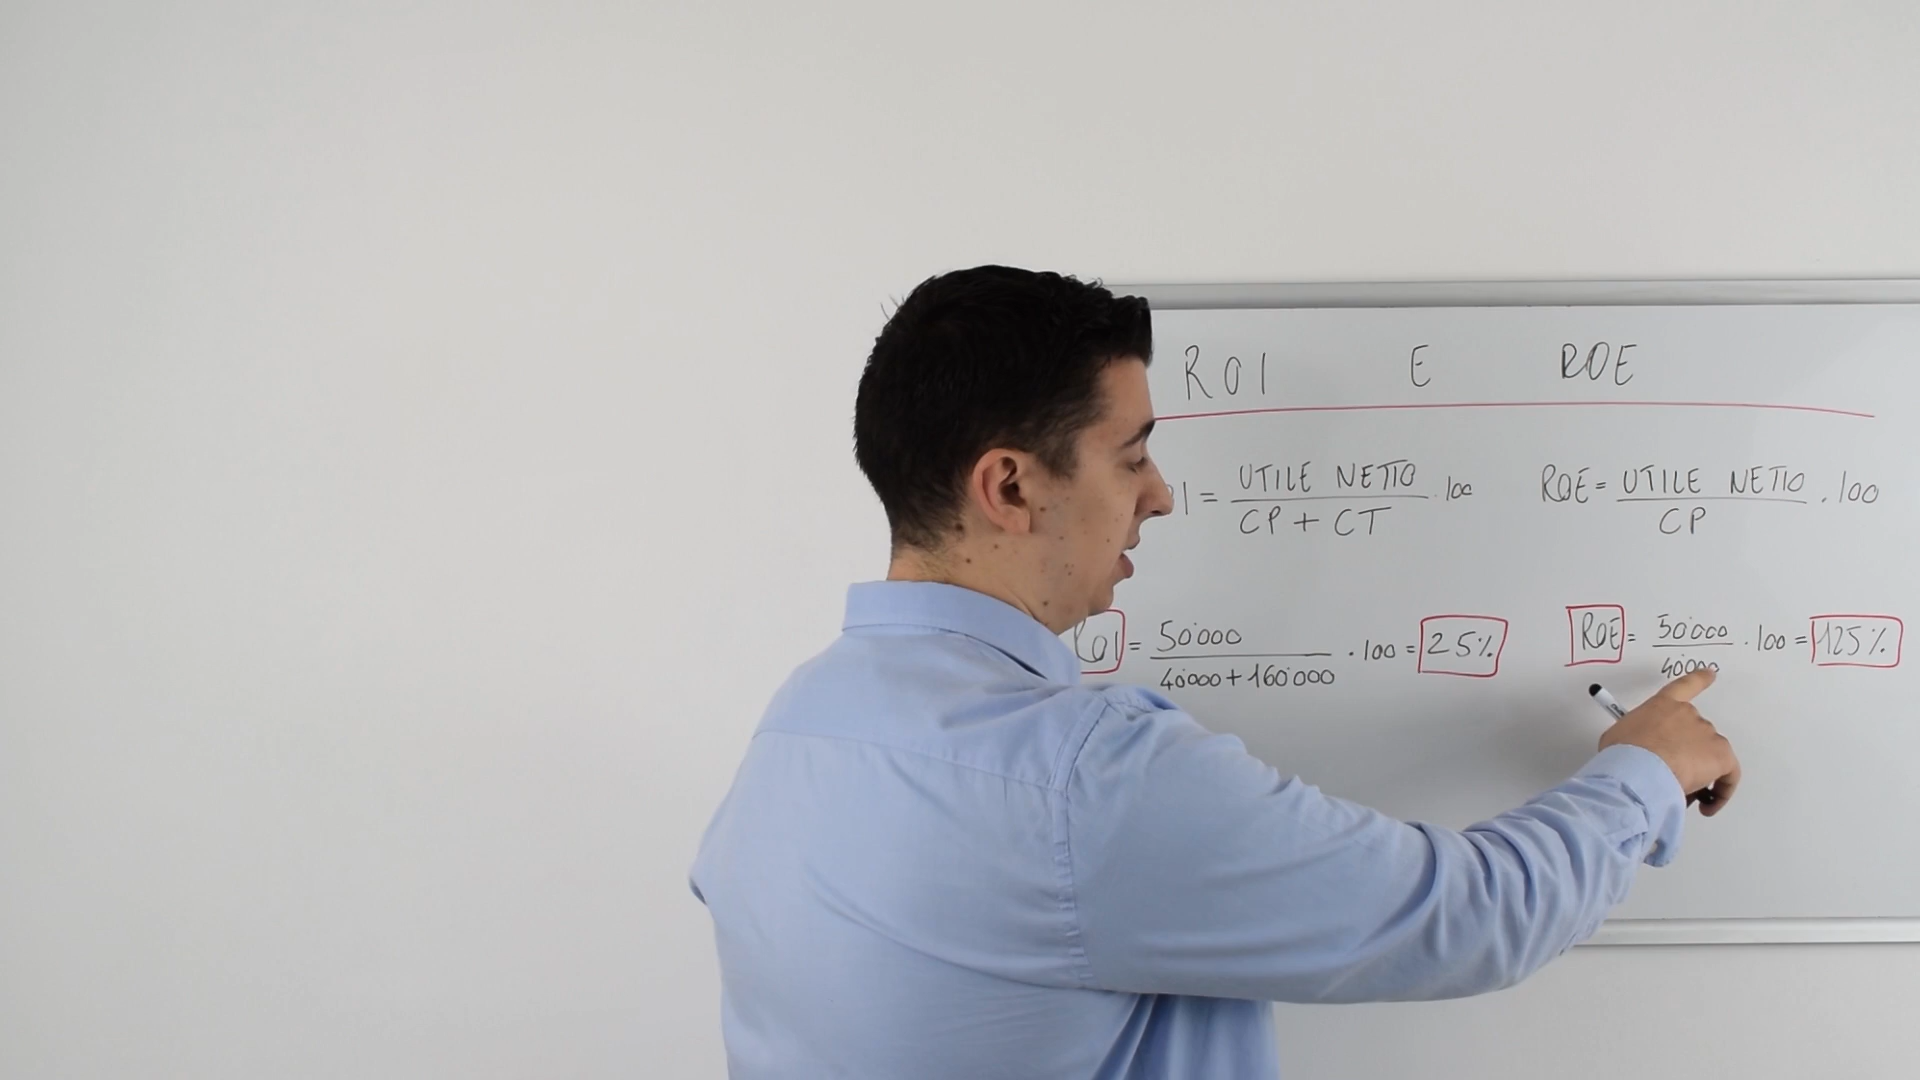 ROI E ROE
I = UTILE NETTO / CP + CT . 100
ROE = UTILE NETTO / CP . 100
ROI = 50'000 / 40'000 + 160'000 . 100 = 25%
ROE = 50'000 / 40'000 . 100 = 125%